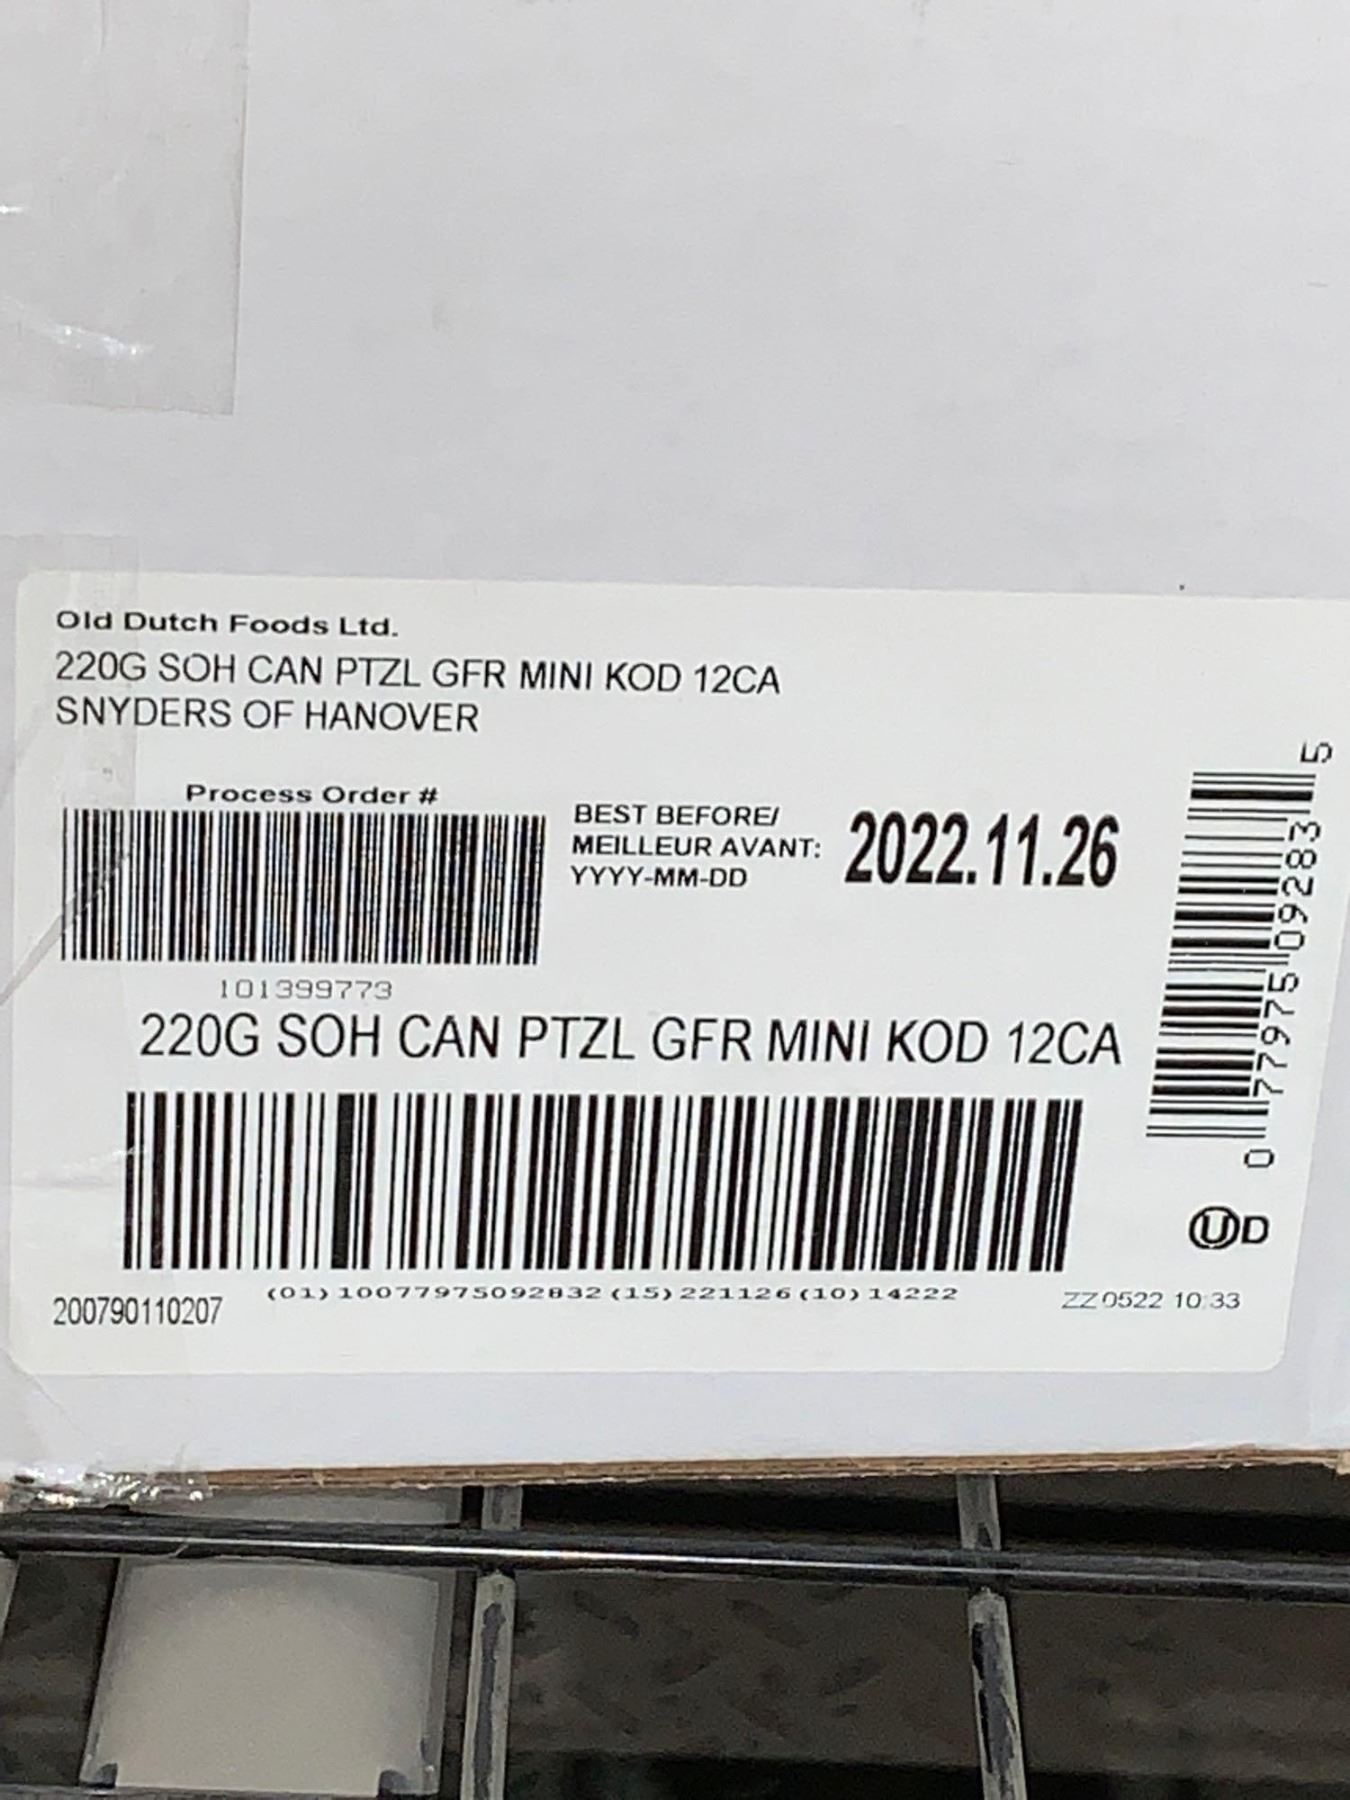 Old Dutch Foods Ltd.
220G SOH CAN PTZL GFR MINI KOD 12CA
SNYDERS OF HANOVER
Process Order #
101399773
BEST BEFORE/
MEILLEUR AVANT:
YYYY-MM-DD
2022.11.26
220G SOH CAN PTZL GFR MINI KOD 12CA
(01)10077975092832(15)221126(10)14222
200790110207
0 77975 09283 5
UD
ZZ0522 10:33